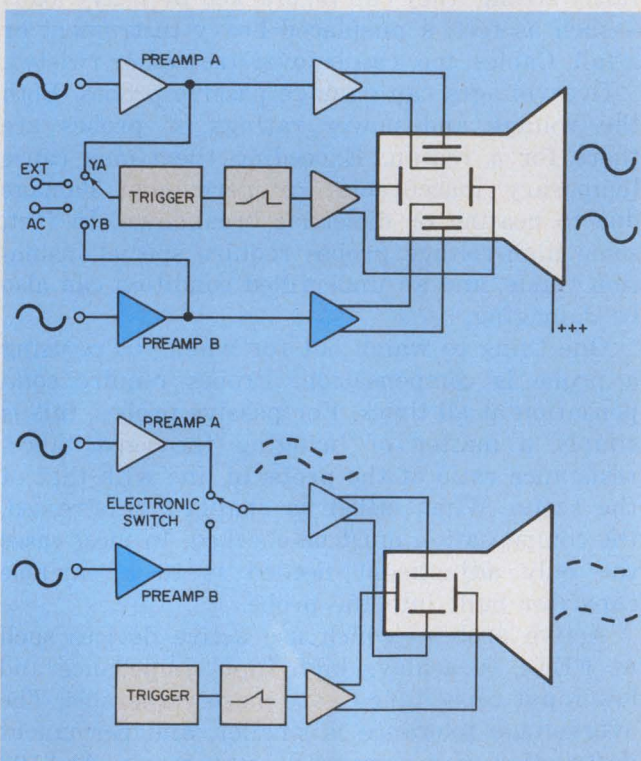 PREAMP A
EXT
YA
AC
YB
TRIGGER
PREAMP B
+++
PREAMP A
ELECTRONIC
SWITCH
PREAMP B
TRIGGER